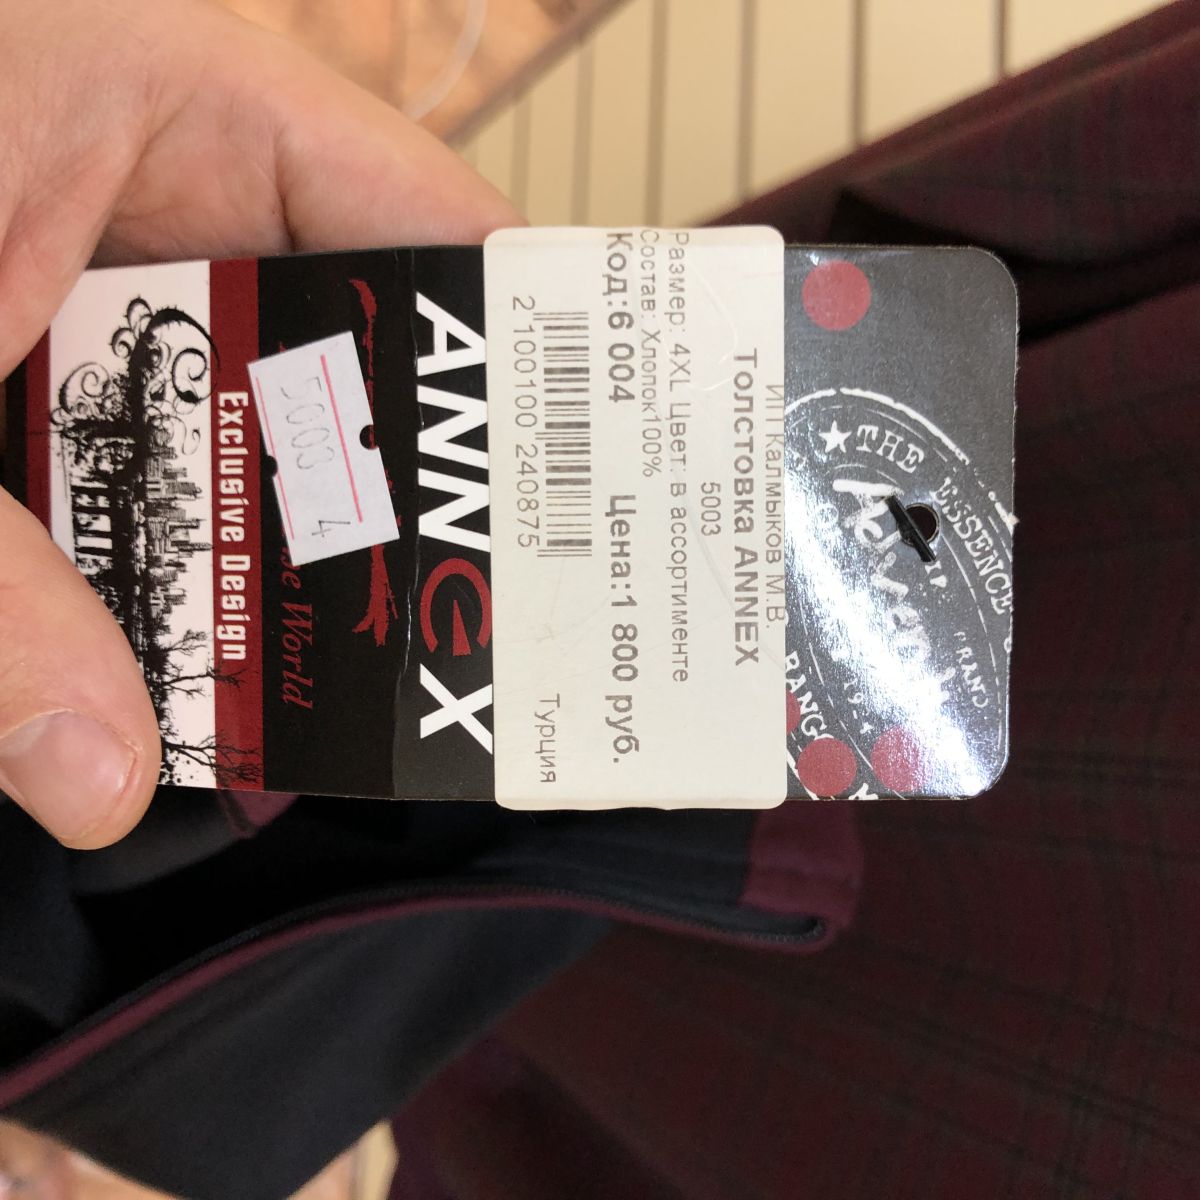 ИП Калмыков М.В.
Толстовка ANNEX
5003
Размер: 4XL Цвет: в ассортименте
Состав: Хлопок100%
Код:6 004 Цена:1 800 руб.
2 100100 240875
Турция
ANNEX
5003
4
World
Exclusive Design
THE ESSENCE